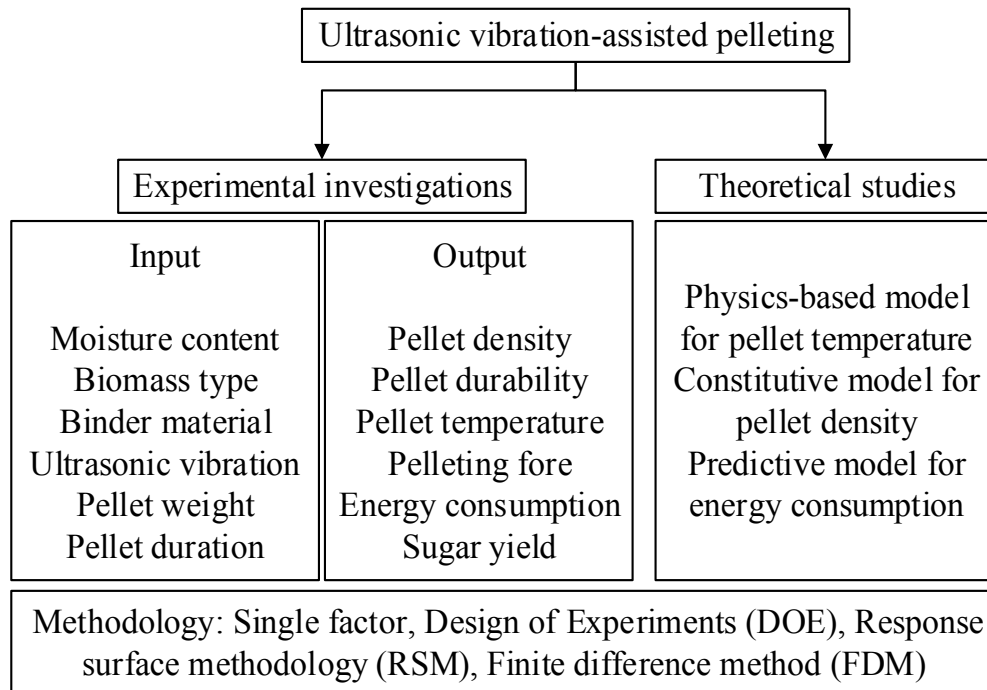 Ultrasonic vibration-assisted pelleting
Experimental investigations
Input
Moisture content
Biomass type
Binder material
Ultrasonic vibration
Pellet weight
Pellet duration
Output
Pellet density
Pellet durability
Pellet temperature
Pelleting fore
Energy consumption
Sugar yield
Theoretical studies
Physics-based model
for pellet temperature
Constitutive model for
pellet density
Predictive model for
energy consumption
Methodology: Single factor, Design of Experiments (DOE), Response
surface methodology (RSM), Finite difference method (FDM)